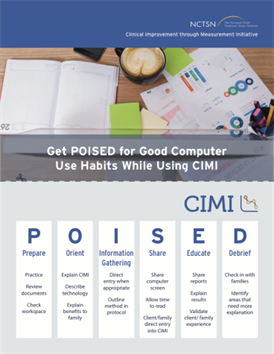 NCTSN
The National Child
Traumatic Stress Network
Clinical Improvement through Measurement Initiative
Get POISED for Good Computer
Use Habits While Using CIMI
CIMI
P
Prepare
Practice
Review
documents
Check
workspace
O
Orient
Explain CIMI
Describe
technology
Explain
benefits to
family
I
Information
Gathering
Direct
entry when
appropriate
Outline
method in
protocol
S
Share
Share
computer
screen
Allow time
to read
Client/family
direct entry
into CIMI
E
Educate
Share
reports
Explain
results
Validate
client/ family
experience
D
Debrief
Check in with
families
Identify
areas that
need more
explanation